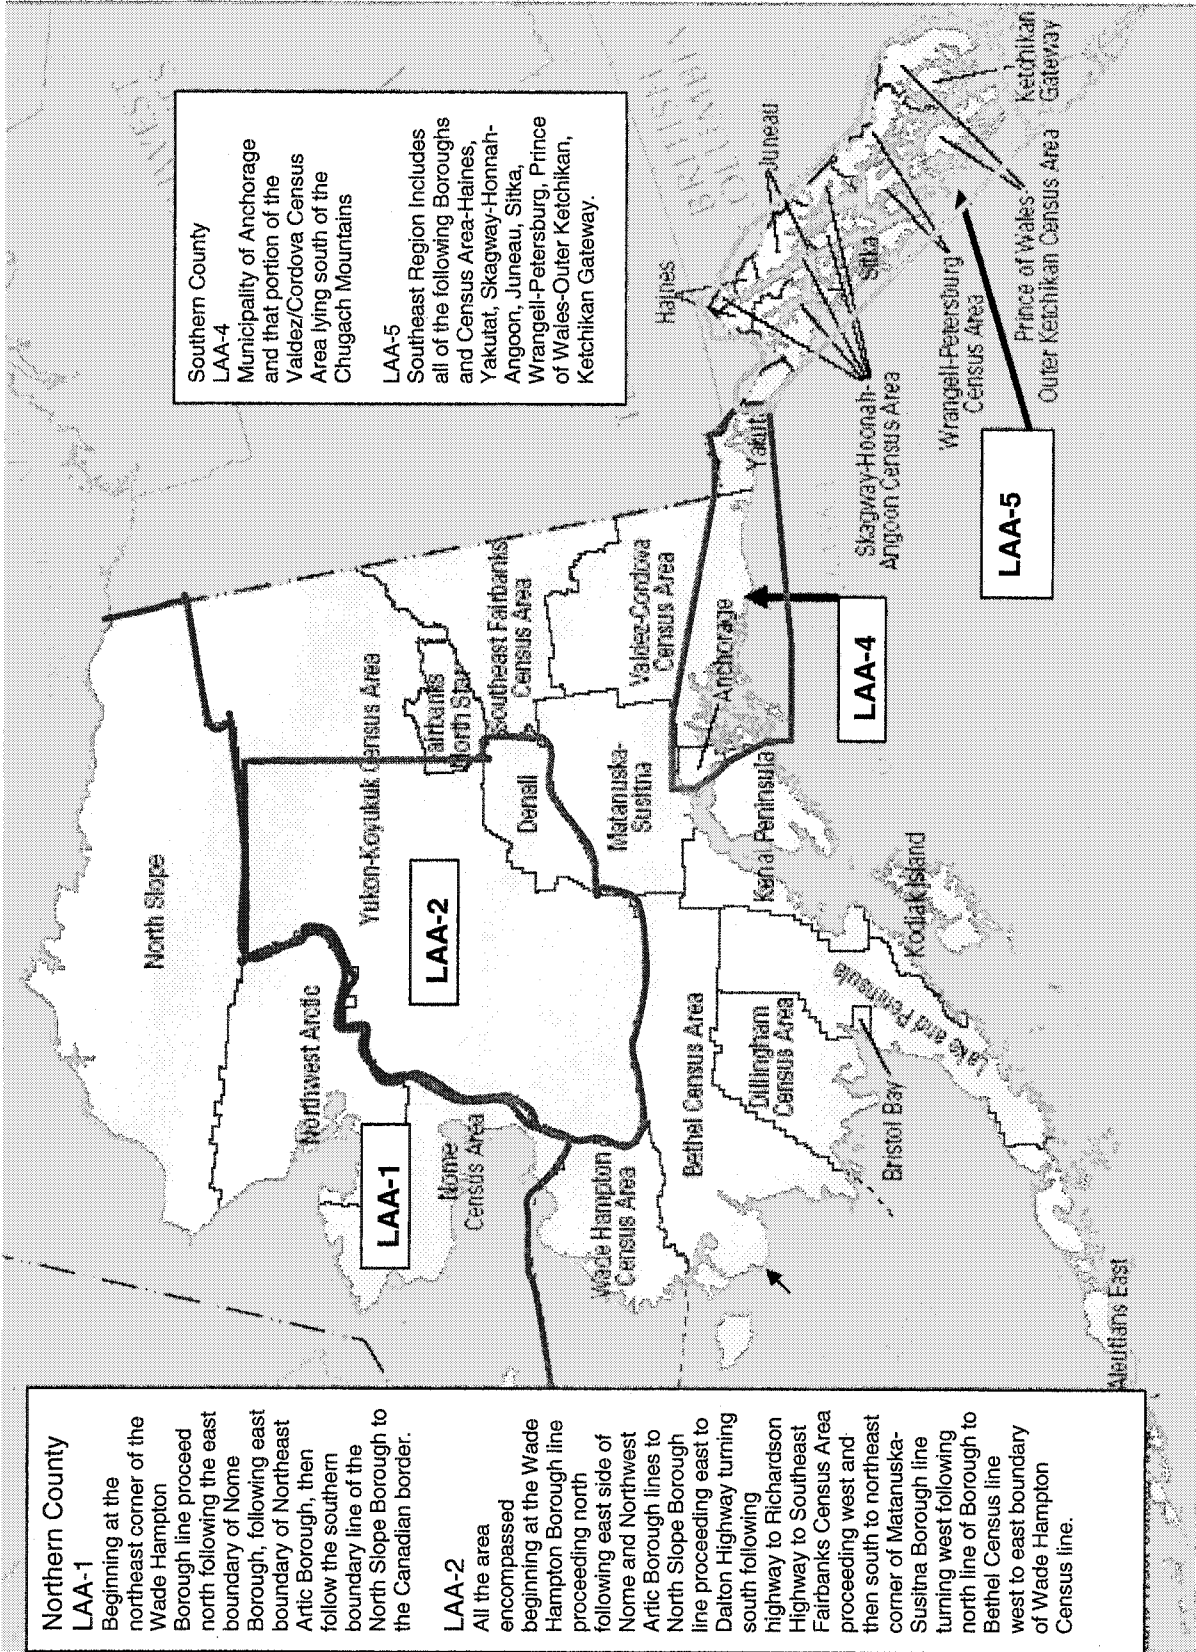 Northern County
LAA-1
Beginning at the
northeast corner of the
Wade Hampton
Borough line proceed
north following the east
boundary of Nome
Borough, following east
boundary of Northeast
Artic Borough, then
follow the southern
boundary line of the
North Slope Borough to
the Canadian border.
LAA-2
All the area
encompassed
beginning at the Wade
Hampton Borough line
proceeding north
following east side of
Nome and Northwest
Artic Borough lines to
North Slope Borough
line proceeding east to
Dalton Highway turning
south following
highway to Richardson
Highway to Southeast
Fairbanks Census Area
proceeding west and
then south to northeast
corner of Matanuska-
Susitna Borough line
turning west following
north line of Borough to
Bethel Census line
west to east boundary
of Wade Hampton
Census line.
Southern County
LAA-4
Municipality of Anchorage
and that portion of the
Valdez/Cordova Census
Area lying south of the
Chugach Mountains
LAA-5
Southeast Region Includes
all of the following Boroughs
and Census Area-Haines,
Yakutat, Skagway-Honnah-
Angoon, Juneau, Sitka,
Wrangell-Petersburg, Prince
of Wales-Outer Ketchikan,
Ketchikan Gateway.
North Slope
Northwest Arctic
LAA-1
Nome
Census Area
Yukon-Koyukuk Census Area
LAA-2
Fairbanks
North Star
Southeast Fairbanks
Census Area
Denali
Wade Hampton
Census Area
Matanuska-
Susitna
Valdez-Cordova
Census Area
Anchorage
Bethel Census Area
Dillingham
Census Area
Kenai Peninsula
LAA-4
Lake and Peninsula
Bristol Bay
Kodiak Island
Aleutians East
Yakut
Haines
Juneau
Skagway-Hoonah-
Angoon Census Area
Sitka
Wrangell-Petersburg
Census Area
LAA-5
Prince of Wales
Outer Ketchikan Census Area
Ketchikan
Gateway